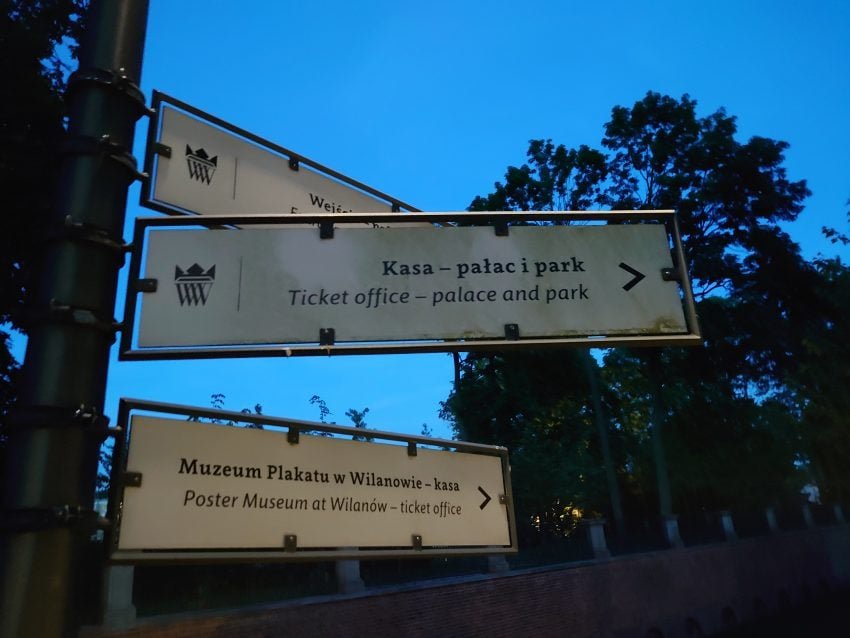 Kasa – pałac i park
Ticket office – palace and park
Muzeum Plakatu w Wilanowie – kasa
Poster Museum at Wilanów – ticket office